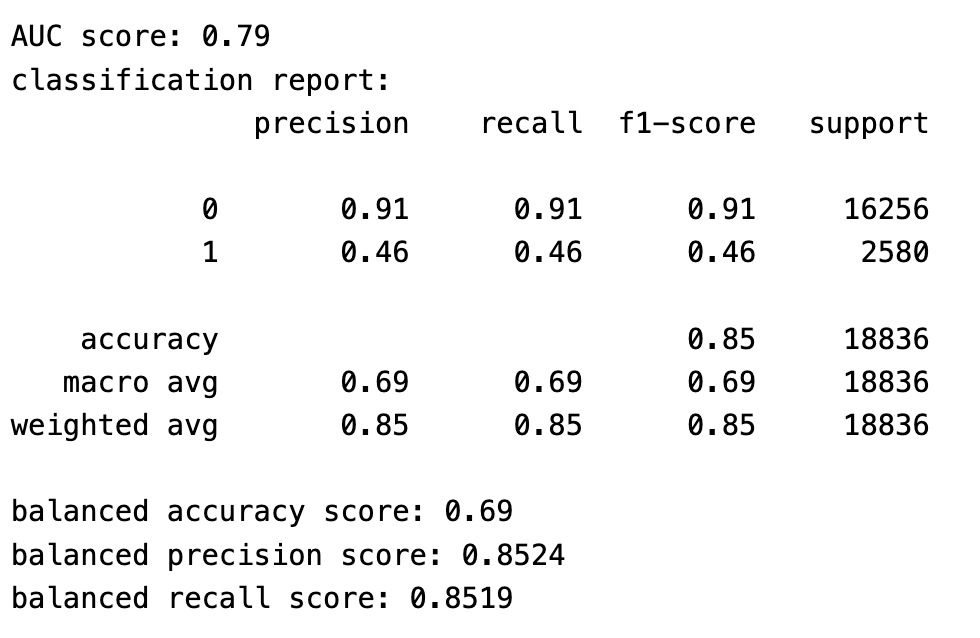 AUC score: 0.79
classification report:
precision recall f1-score support
0 0.91 0.91 0.91 16256
1 0.46 0.46 0.46 2580
accuracy 0.85 18836
macro avg 0.69 0.69 0.69 18836
weighted avg 0.85 0.85 0.85 18836
balanced accuracy score: 0.69
balanced precision score: 0.8524
balanced recall score: 0.8519